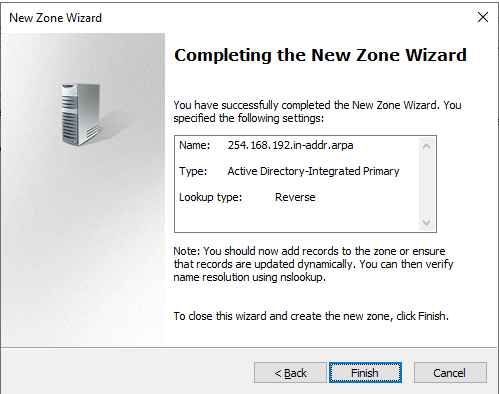 New Zone Wizard
Completing the New Zone Wizard
You have successfully completed the New Zone Wizard. You
specified the following settings:
Name: 254.168.192.in-addr.arpa
Type: Active Directory-Integrated Primary
Lookup type: Reverse
Note: You should now add records to the zone or ensure
that records are updated dynamically. You can then verify
name resolution using nslookup.
To close this wizard and create the new zone, click Finish.
< Back Finish Cancel